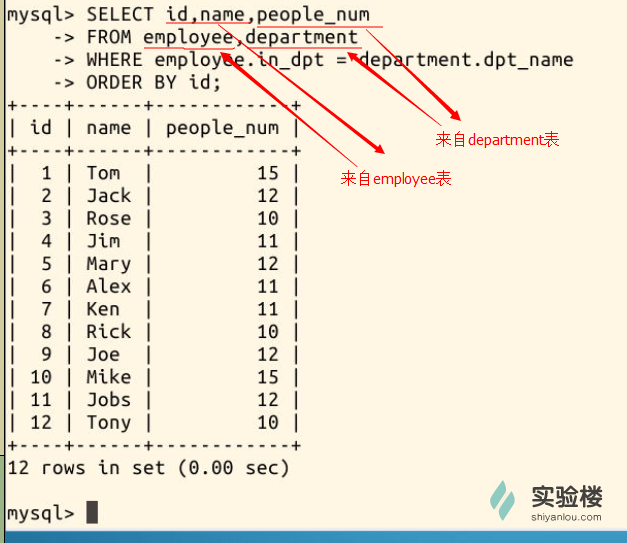 mysql> SELECT id,name,people_num
    -> FROM employee,department
    -> WHERE employee.in_dpt = department.dpt_name
    -> ORDER BY id;
+----+------+------------+
| id | name | people_num |
+----+------+------------+
|  1 | Tom  |         15 |
|  2 | Jack |         12 |
|  3 | Rose |         10 |
|  4 | Jim  |         11 |
|  5 | Mary |         12 |
|  6 | Alex |         11 |
|  7 | Ken  |         11 |
|  8 | Rick |         10 |
|  9 | Joe  |         12 |
| 10 | Mike |         15 |
| 11 | Jobs |         12 |
| 12 | Tony |         10 |
+----+------+------------+
12 rows in set (0.00 sec)
mysql>
来自department表
来自employee表
实验楼
shiyanlou.com